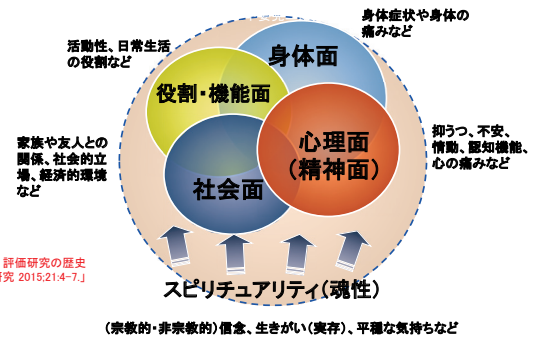 身体症状や身体の
痛みなど
活動性、日常生活
の役割など
身体面
役割・機能面
家族や友人との
関係、社会的立
場、経済的環境
など
心理面
（精神面）
抑うつ、不安、
情動、認知機能、
心の痛みなど
社会面
評価研究の歴史
研究 2015;21:4-7.」
スピリチュアリティ（魂性）
（宗教的・非宗教的）信念、生きがい（実存）、平穏な気持ちなど